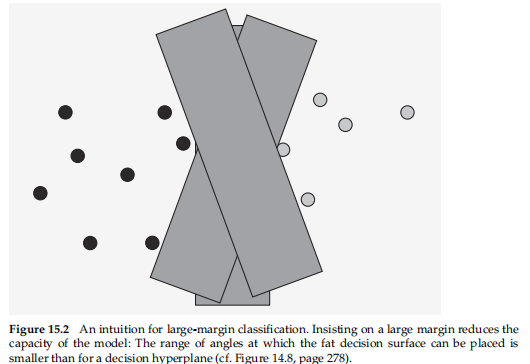 Figure 15.2 An intuition for large-margin classification. Insisting on a large margin reduces the
capacity of the model: The range of angles at which the fat decision surface can be placed is
smaller than for a decision hyperplane (cf. Figure 14.8, page 278).